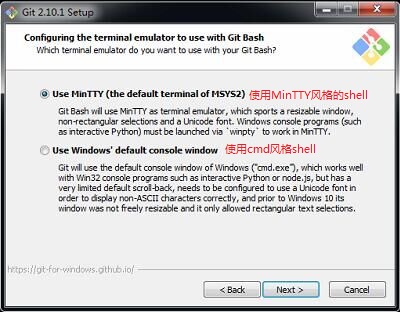 Git 2.10.1 Setup
Configuring the terminal emulator to use with Git Bash
Which terminal emulator do you want to use with your Git Bash?
Use MinTTY (the default terminal of MSYS2) 使用MinTTY风格的shell
Git Bash will use MinTTY as terminal emulator, which sports a resizable window,
non-rectangular selections and a Unicode font. Windows console programs (such
as interactive Python) must be launched via `winpty` to work in MinTTY.
Use Windows' default console window 使用cmd风格shell
Git will use the default console window of Windows ("cmd.exe"), which works well
with Win32 console programs such as interactive Python or node.js, but has a
very limited default scroll-back, needs to be configured to use a Unicode font in
order to display non-ASCII characters correctly, and prior to Windows 10 its
window was not freely resizable and it only allowed rectangular text selections.
https://git-for-windows.github.io/
< Back Next > Cancel